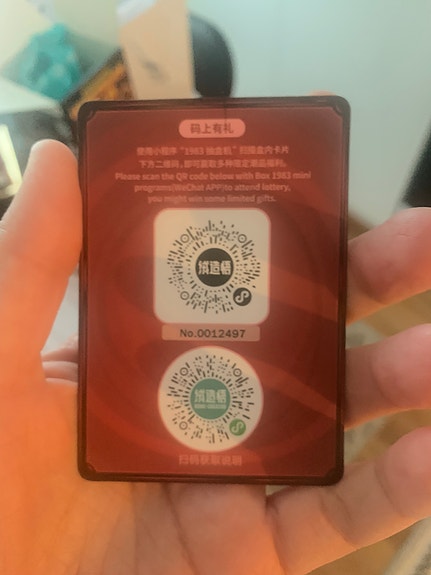 码上有礼
使用小程序“1983 抽盒机”扫描盒内卡片
下方二维码,即可获取多种限定潮品福利。
Please scan the QR code below with Box 1983 mini
programs(WeChat APP)to attend lottery,
you might win some limited gifts.
No.0012497
扫码获取说明